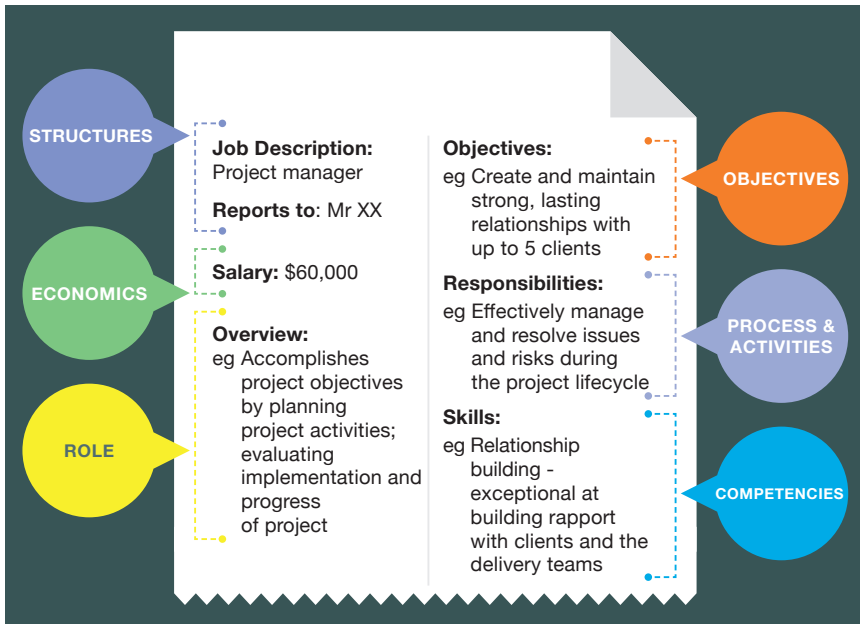 STRUCTURES
Job Description:
Project manager
Reports to: Mr XX
ECONOMICS
Salary: $60,000
ROLE
Overview:
eg Accomplishes
project objectives
by planning
project activities;
evaluating
implementation and
progress
of project
OBJECTIVES
Objectives:
eg Create and maintain
strong, lasting
relationships with
up to 5 clients
PROCESS &
ACTIVITIES
Responsibilities:
eg Effectively manage
and resolve issues
and risks during
the project lifecycle
COMPETENCIES
Skills:
eg Relationship
building -
exceptional at
building rapport
with clients and the
delivery teams